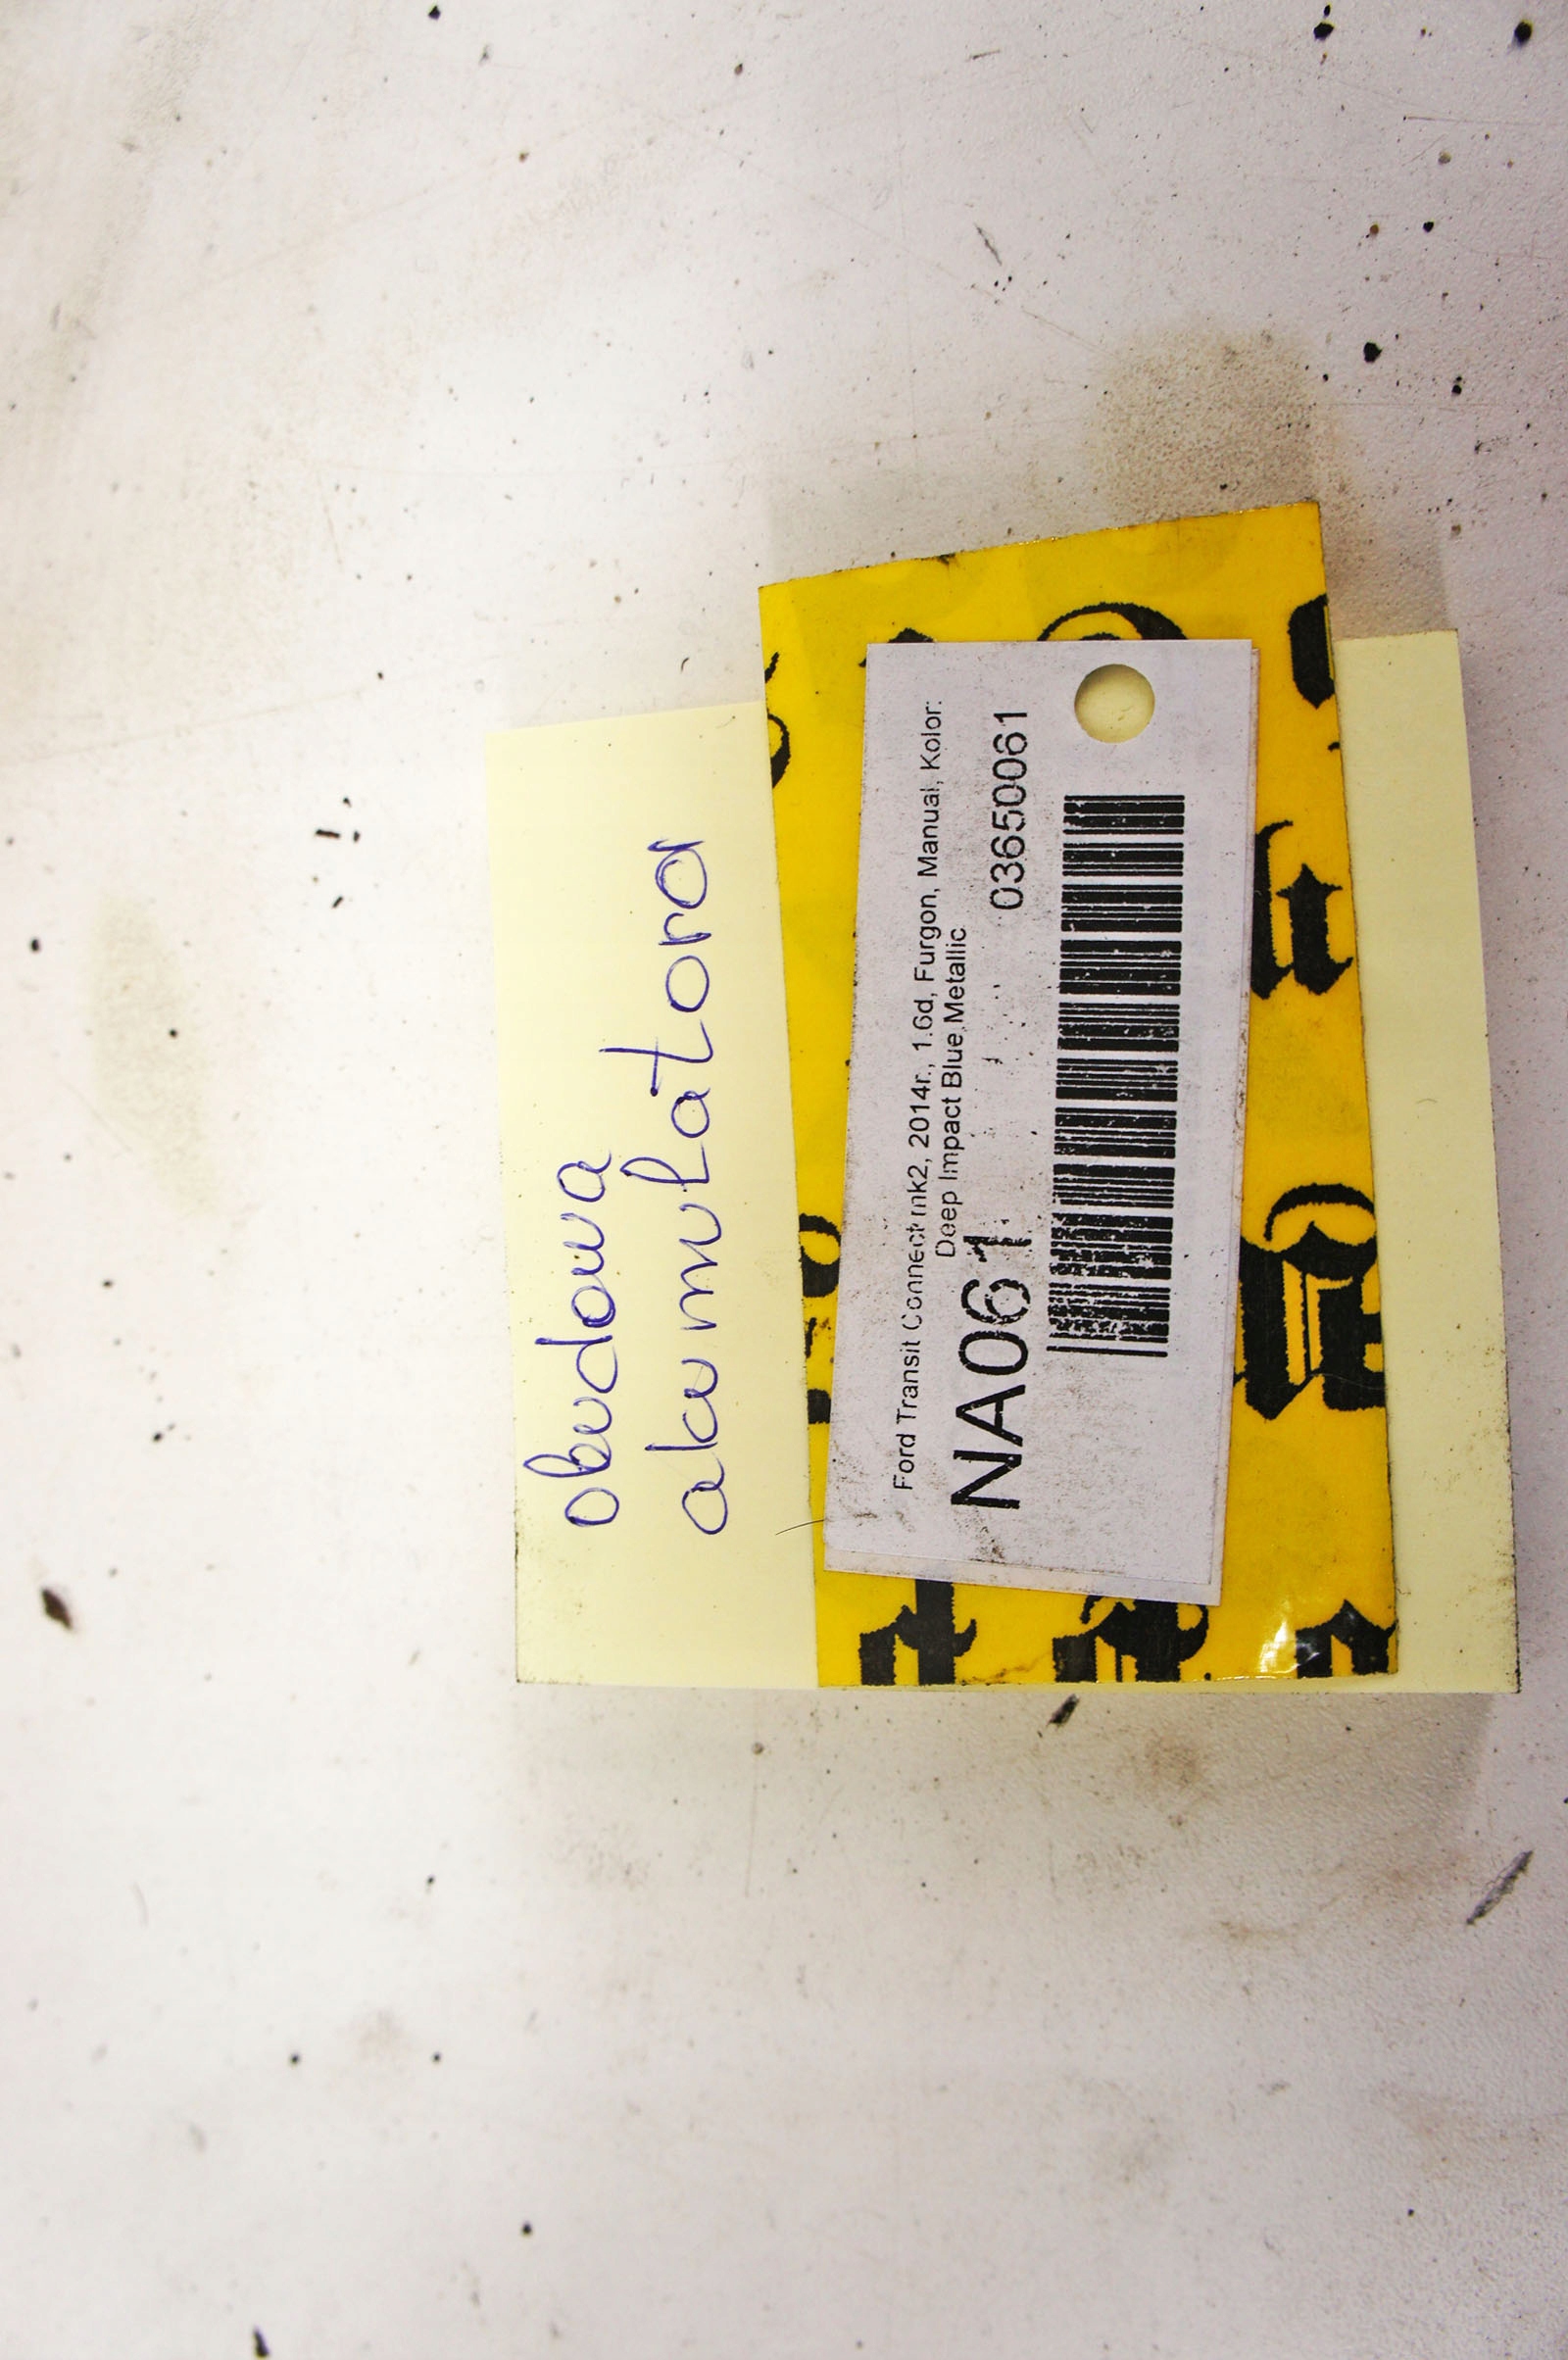 obudowa
akumulatora
Ford Transit Connect mk2, 2014r., 1.6d, Furgon, Manual, Kolor:
Deep Impact Blue Metallic
NA061 03650061